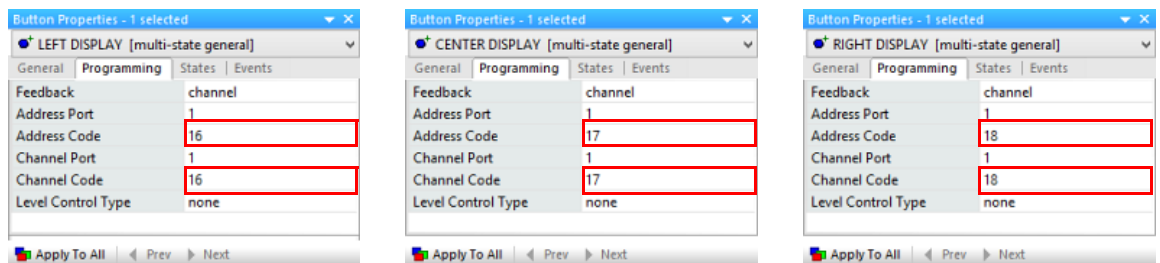 Button Properties - 1 selected
LEFT DISPLAY [multi-state general]
General Programming States | Events
Feedback channel
Address Port 1
Address Code 16
Channel Port 1
Channel Code 16
Level Control Type none
Apply To All Prev Next
Button Properties - 1 selected
CENTER DISPLAY [multi-state general]
General Programming States | Events
Feedback channel
Address Port 1
Address Code 17
Channel Port 1
Channel Code 17
Level Control Type none
Apply To All Prev Next
Button Properties - 1 selected
RIGHT DISPLAY [multi-state general]
General Programming States | Events
Feedback channel
Address Port 1
Address Code 18
Channel Port 1
Channel Code 18
Level Control Type none
Apply To All Prev Next